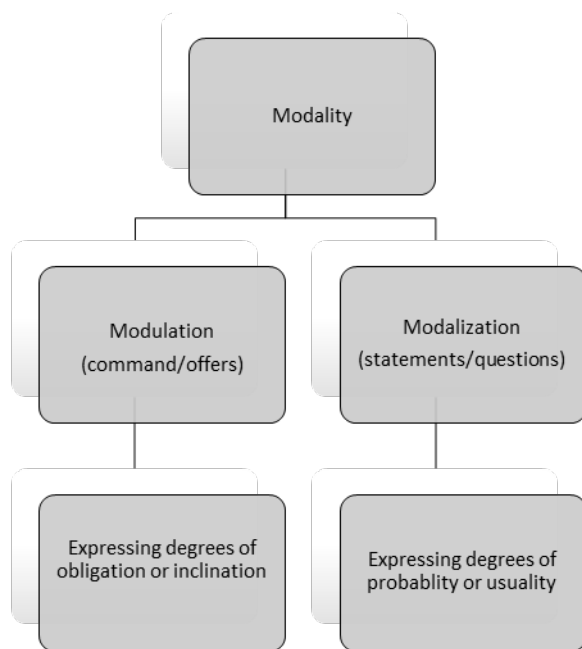 Modality
Modulation
(command/offers)
Modalization
(statements/questions)
Expressing degrees of
obligation or inclination
Expressing degrees of
probablity or usuality